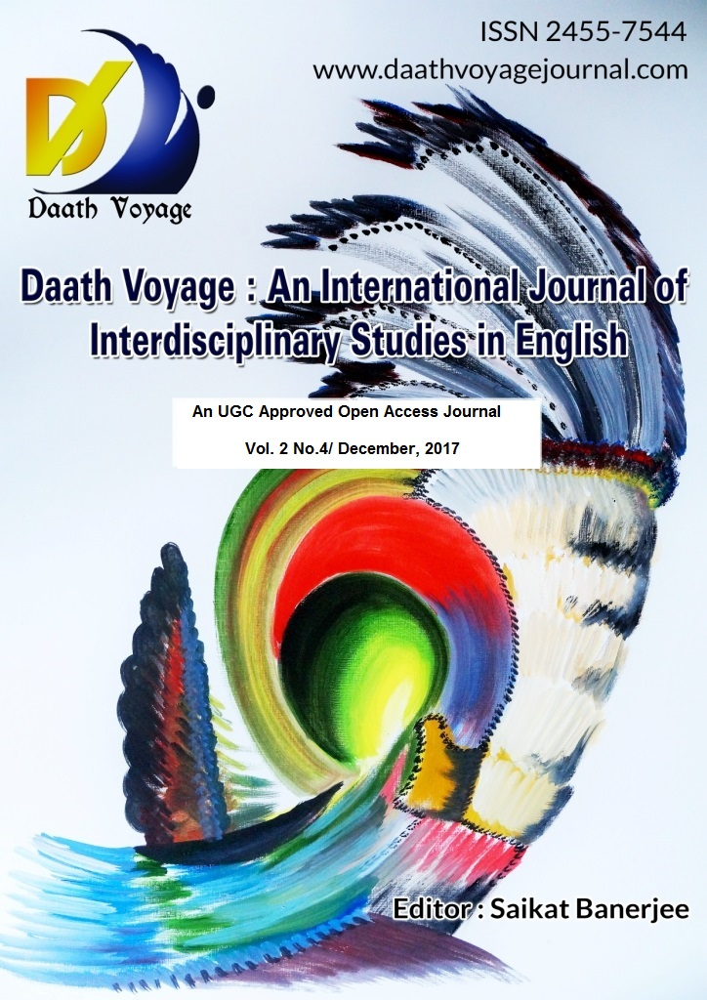 ISSN 2455-7544
www.daathvoyagejournal.com
Daath Voyage
Daath Voyage : An International Journal of
Interdisciplinary Studies in English
An UGC Approved Open Access Journal
Vol. 2 No.4/ December, 2017
Editor : Saikat Banerjee